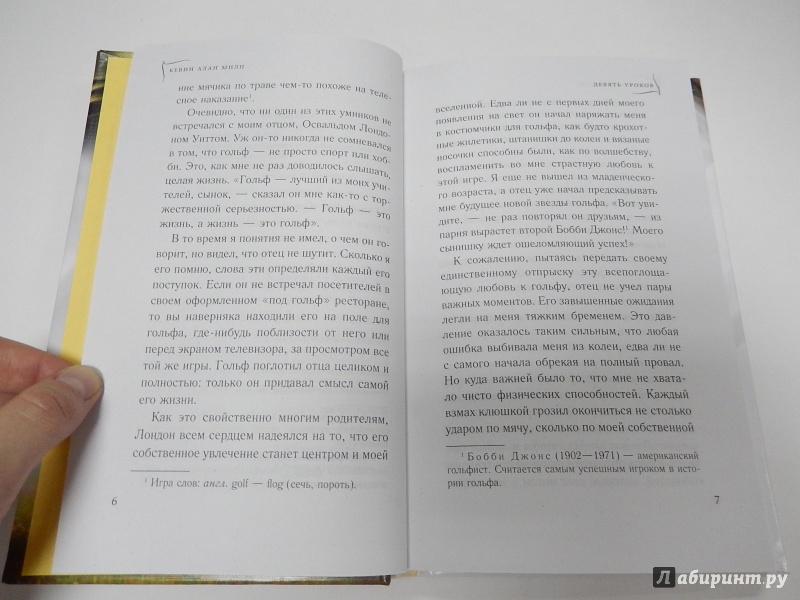 КЕВИН АЛАН МИЛН
ние мячика по траве чем-то похоже на теле-
сное наказание¹.
Очевидно, что ни один из этих умников не
встречался с моим отцом, Освальдом Лондо-
ном Уиттом. Уж он-то никогда не сомневался
в том, что гольф — не просто спорт или хоб-
би. Это, как мне не раз доводилось слышать,
целая жизнь. «Гольф — лучший из моих учи-
телей, сынок, — сказал он мне как-то с тор-
жественной серьезностью. — Гольф — это
жизнь, а жизнь — это гольф».
В то время я понятия не имел, о чем он го-
ворит, но видел, что отец не шутит. Сколько я
его помню, слова эти определяли каждый его
поступок. Если он не встречал посетителей в
своем оформленном «под гольф» ресторане,
то вы наверняка находили его на поле для
гольфа, где-нибудь поблизости от него или
перед экраном телевизора, за просмотром все
той же игры. Гольф поглотил отца целиком и
полностью: только он придавал смысл самой
его жизни.
Как это свойственно многим родителям,
Лондон всем сердцем надеялся на то, что его
собственное увлечение станет центром и моей
¹ Игра слов: англ. golf — flog (сечь, пороть).
6
ДЕВЯТЬ УРОКОВ
вселенной. Едва ли не с первых дней моего
появления на свет он начал наряжать меня
в костюмчики для гольфа, как будто крохот-
ные жилетики, штанишки до колен и вязаные
носочки способны были, как по волшебству,
воспламенить во мне страстную любовь к
этой игре. Я еще не вышел из младенческо-
го возраста, а отец уже начал предсказывать
мне будущее новой звезды гольфа. «Вот уви-
дите, — не раз повторял он друзьям, — из
парня вырастет второй Бобби Джонс!¹ Моего
сынишку ждет ошеломляющий успех!»
К сожалению, пытаясь передать своему
единственному отпрыску эту всепоглоща-
ющую любовь к гольфу, отец не учел пары
важных моментов. Его завышенные ожидания
легли на меня тяжким бременем. Это дав-
ление оказалось таким сильным, что любая
ошибка выбивала меня из колеи, едва ли не
с самого начала обрекая на полный провал.
Но куда важней было то, что мне не хвата-
ло чисто физических способностей. Каждый
взмах клюшкой грозил окончиться не столько
ударом по мячу, сколько по моей собственной
¹ Бобби Джонс (1902—1971) — американский
гольфист. Считается самым успешным игроком в исто-
рии гольфа.
7
Лабиринт.ру